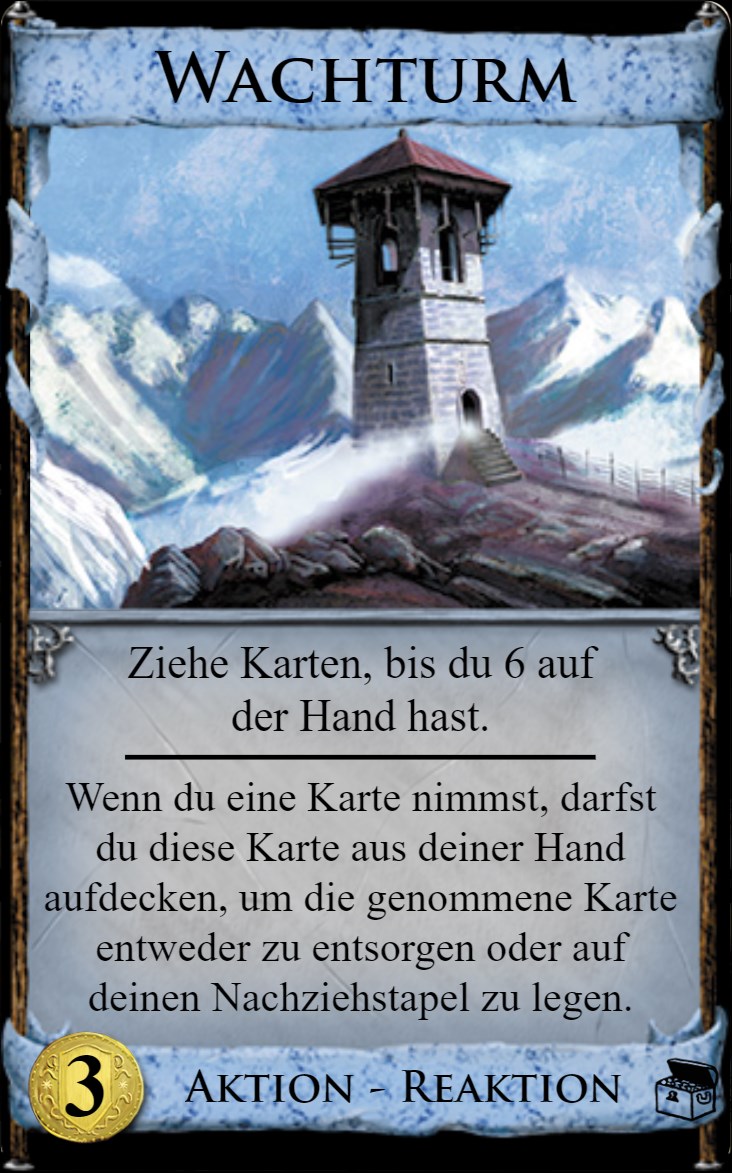 Wachturm
Ziehe Karten, bis du 6 auf
der Hand hast.
Wenn du eine Karte nimmst, darfst
du diese Karte aus deiner Hand
aufdecken, um die genommene Karte
entweder zu entsorgen oder auf
deinen Nachziehstapel zu legen.
3
Aktion - Reaktion